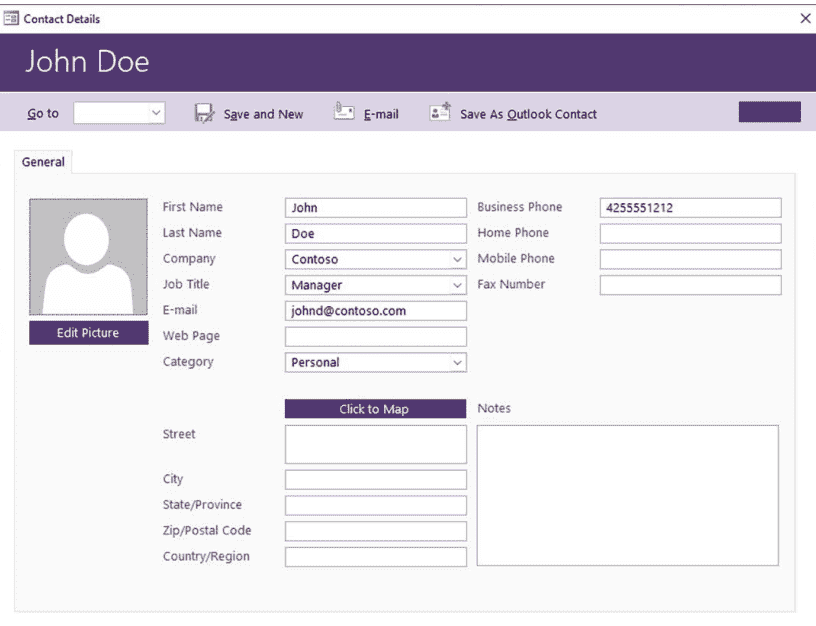 Contact Details
John Doe
Go to
Save and New
E-mail
Save As Outlook Contact
General
Edit Picture
First Name John
Last Name Doe
Company Contoso
Job Title Manager
E-mail johnd@contoso.com
Web Page
Category Personal
Business Phone 4255551212
Home Phone
Mobile Phone
Fax Number
Click to Map
Street
City
State/Province
Zip/Postal Code
Country/Region
Notes